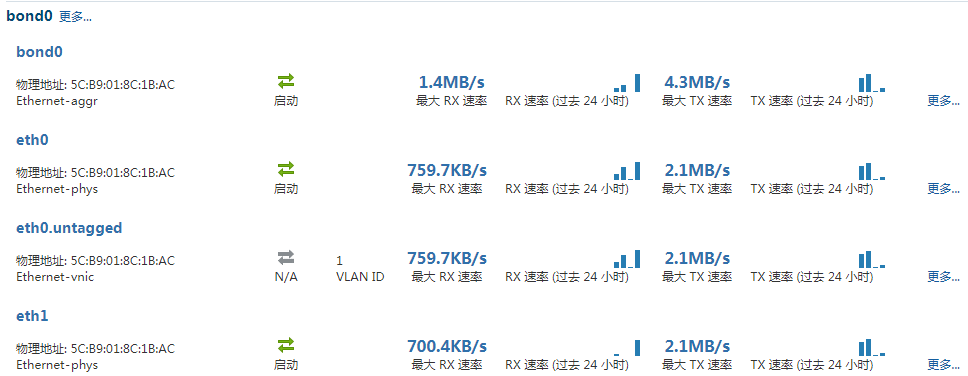 bond0 更多...
bond0
物理地址: 5C:B9:01:8C:1B:AC 1.4MB/s 4.3MB/s
Ethernet-aggr 启动 最大 RX 速率 RX 速率 (过去 24 小时) 最大 TX 速率 TX 速率 (过去 24 小时) 更多...
eth0
物理地址: 5C:B9:01:8C:1B:AC 759.7KB/s 2.1MB/s
Ethernet-phys 启动 最大 RX 速率 RX 速率 (过去 24 小时) 最大 TX 速率 TX 速率 (过去 24 小时) 更多...
eth0.untagged
物理地址: 5C:B9:01:8C:1B:AC 1 759.7KB/s 2.1MB/s
Ethernet-vnic N/A VLAN ID 最大 RX 速率 RX 速率 (过去 24 小时) 最大 TX 速率 TX 速率 (过去 24 小时) 更多...
eth1
物理地址: 5C:B9:01:8C:1B:AC 700.4KB/s 2.1MB/s
Ethernet-phys 启动 最大 RX 速率 RX 速率 (过去 24 小时) 最大 TX 速率 TX 速率 (过去 24 小时) 更多...